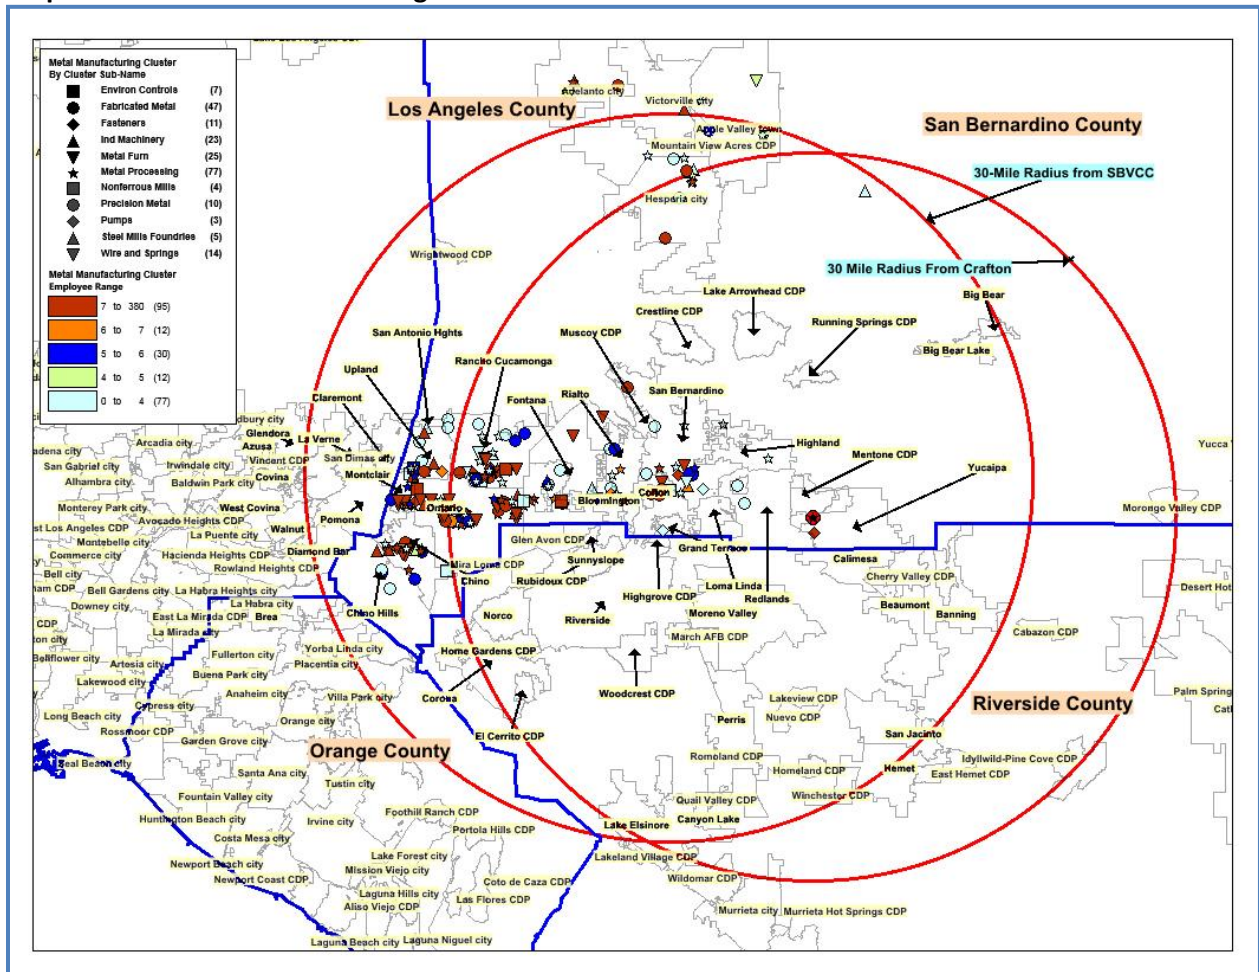 Metal Manufacturing Cluster
By Cluster Sub-Name
Environ Controls (7)
Fabricated Metal (47)
Fasteners (11)
Ind Machinery (23)
Metal Furn (25)
Metal Processing (77)
Nonferrous Mills (4)
Precision Metal (10)
Pumps (3)
Steel Mills Foundries (5)
Wire and Springs (14)
Metal Manufacturing Cluster
Employee Range
7 to 380 (95)
6 to 7 (12)
5 to 6 (30)
4 to 5 (12)
0 to 4 (77)
Los Angeles County
San Bernardino County
30-Mile Radius from SBVCC
30 Mile Radius From Crafton
Adelanto city
Victorville city
Apple Valley town
Mountain View Acres CDP
Hesperia city
Wrightwood CDP
Lake Arrowhead CDP
Big Bear
Crestline CDP
Running Springs CDP
San Antonio Hghts
Muscoy CDP
Big Bear Lake
Rancho Cucamonga
Upland
San Bernardino
Claremont
Fontana
Rialto
Glendora
La Verne
Highland
Arcadia city
Azusa
Mentone CDP
Yucca
San Dimas city
Vincent CDP
Yucaipa
San Gabriel city
Irwindale city
Montclair
Alhambra city
Baldwin Park city
Covina
Colton
Bloomington
Monterey Park city
West Covina
Ontario
Morongo Valley CDP
Avocado Heights CDP
Pomona
st Los Angeles CDP
Walnut
La Puente city
Montebello city
Glen Avon CDP
Grand Terrace
Commerce city
Hacienda Heights CDP
Diamond Bar
Sunnyslope
Calimesa
Rowland Heights CDP
Mira Loma CDP
Bell city
Chino
Rubidoux CDP
Cherry Valley CDP
Bell Gardens city
La Habra Heights city
Loma Linda
Desert Hot
Downey city
La Habra city
Highgrove CDP
Redlands
Beaumont
East La Mirada CDP
Brea
Chino Hills
Norco
Riverside
Moreno Valley
Banning
La Mirada city
March AFB CDP
Cabazon CDP
Bellflower city
Artesia city
Fullerton city
Yorba Linda city
Home Gardens CDP
Placentia city
Lakewood city
Buena Park city
Anaheim city
Villa Park city
Corona
Woodcrest CDP
Lakeview CDP
Palm Spring
Cypress city
Riverside County
Long Beach city
Orange city
Perris
Nuevo CDP
Rossmoor CDP
Garden Grove city
El Cerrito CDP
San Jacinto
Orange County
Seal Beach city
Romoland CDP
Idyllwild-Pine Cove CDP
Santa Ana city
Homeland CDP
Hemet
East Hemet CDP
Tustin city
Fountain Valley city
Quail Valley CDP
Winchester CDP
Huntington Beach city
Irvine city
Foothill Ranch CDP
Canyon Lake
Portola Hills CDP
Lake Elsinore
Costa Mesa city
Newport Beach city
Lake Forest city
Lakeland Village CDP
Mission Viejo city
Newport Coast CDP
Coto de Caza CDP
Wildomar CDP
Laguna Hills city
Las Flores CDP
Aliso Viejo CDP
Murrieta city
Murrieta Hot Springs CDP
Laguna Beach city
Laguna Niguel city